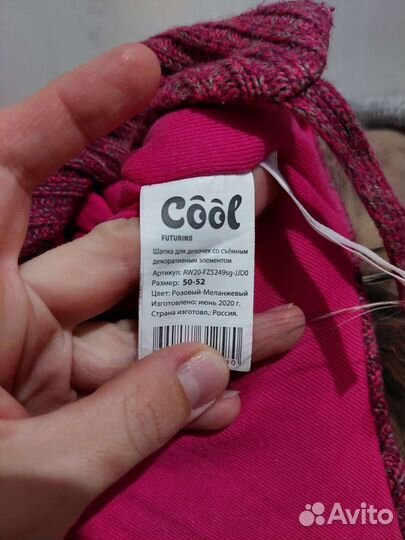 Cool
FUTURINO
Шапка для девочек со съёмным
декоративным элементом
Артикул: AW20-FZS249sg-JJD0
Размер: 50-52
Цвет: Розовый-Меланжевый
Изготовлено: июнь 2020 г.
Страна изготовл.: Россия.
Avito